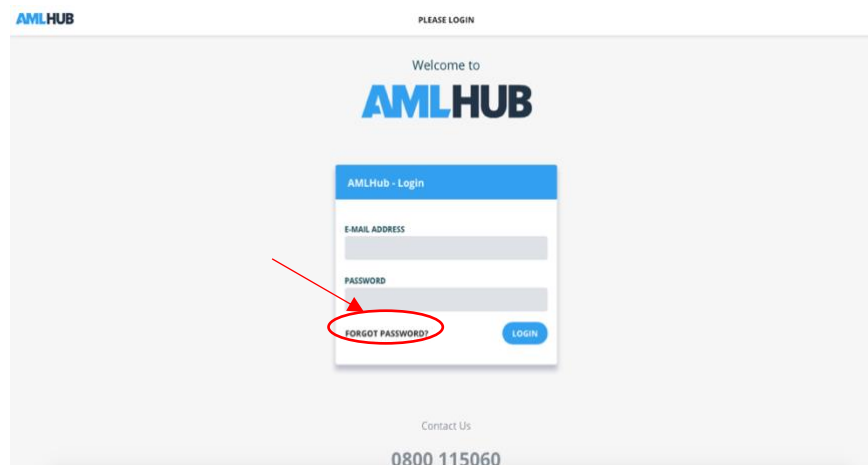 AMLHUB
PLEASE LOGIN
Welcome to
AMLHUB
AMLHub - Login
E-MAIL ADDRESS
PASSWORD
FORGOT PASSWORD?
LOGIN
Contact Us
0800 115060